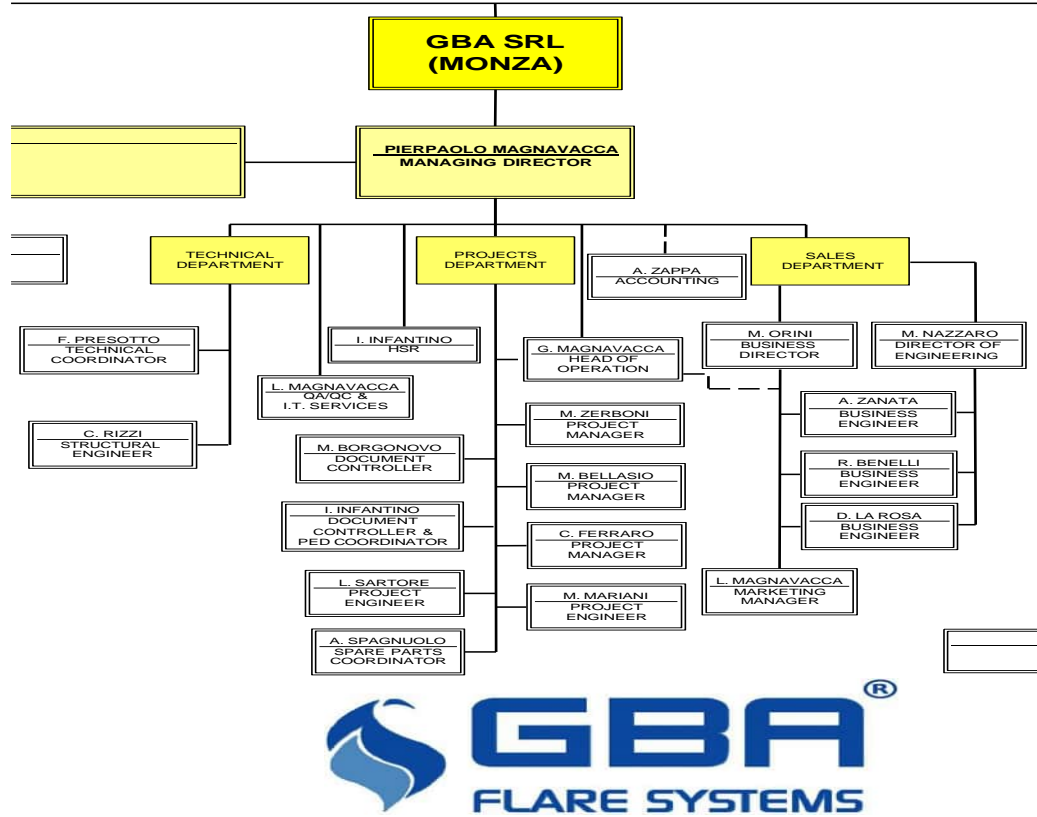 GBA SRL
(MONZA)
PIERPAOLO MAGNAVACCA
MANAGING DIRECTOR
TECHNICAL
DEPARTMENT
PROJECTS
DEPARTMENT
SALES
DEPARTMENT
A. ZAPPA
ACCOUNTING
F. PRESOTTO
TECHNICAL
COORDINATOR
I. INFANTINO
HSR
G. MAGNAVACCA
HEAD OF
OPERATION
M. ORINI
BUSINESS
DIRECTOR
M. NAZZARO
DIRECTOR OF
ENGINEERING
L. MAGNAVACCA
QA/QC &
I.T. SERVICES
C. RIZZI
STRUCTURAL
ENGINEER
M. ZERBONI
PROJECT
MANAGER
A. ZANATA
BUSINESS
ENGINEER
M. BORGONOVO
DOCUMENT
CONTROLLER
M. BELLASIO
PROJECT
MANAGER
R. BENELLI
BUSINESS
ENGINEER
I. INFANTINO
DOCUMENT
CONTROLLER &
PED COORDINATOR
C. FERRARO
PROJECT
MANAGER
D. LA ROSA
BUSINESS
ENGINEER
L. SARTORE
PROJECT
ENGINEER
M. MARIANI
PROJECT
ENGINEER
L. MAGNAVACCA
MARKETING
MANAGER
A. SPAGNUOLO
SPARE PARTS
COORDINATOR
GBA®
FLARE SYSTEMS